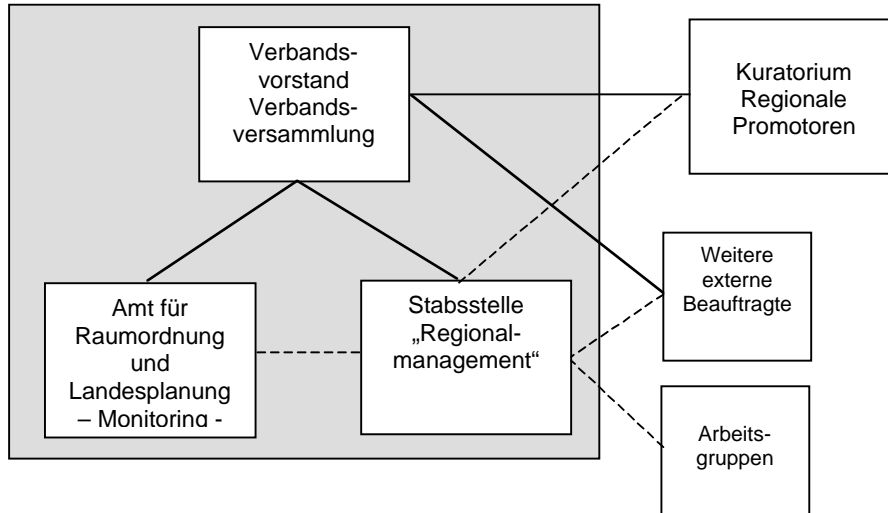 Verbands-
vorstand
Verbands-
versammlung
Kuratorium
Regionale
Promotoren
Amt für
Raumordnung
und
Landesplanung
– Monitoring -
Stabsstelle
„Regional-
management“
Weitere
externe
Beauftragte
Arbeits-
gruppen